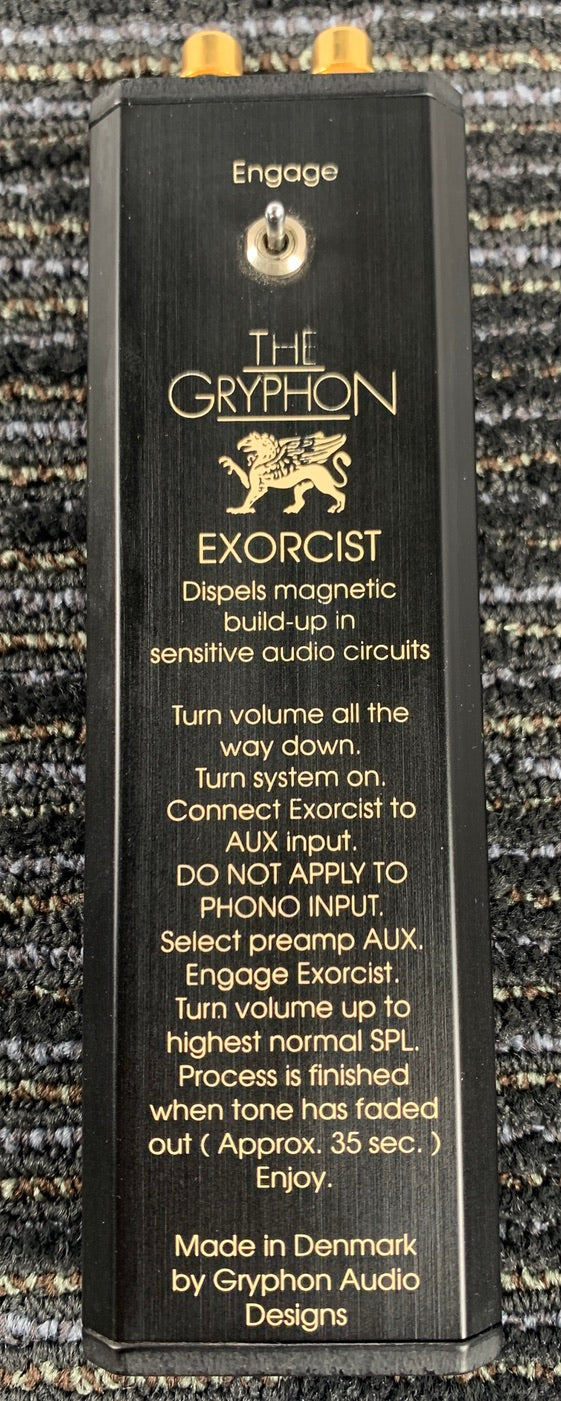 Engage
THE
GRYPHON
EXORCIST
Dispels magnetic
build-up in
sensitive audio circuits
Turn volume all the
way down.
Turn system on.
Connect Exorcist to
AUX input.
DO NOT APPLY TO
PHONO INPUT.
Select preamp AUX.
Engage Exorcist.
Turn volume up to
highest normal SPL.
Process is finished
when tone has faded
out ( Approx. 35 sec. )
Enjoy.
Made in Denmark
by Gryphon Audio
Designs